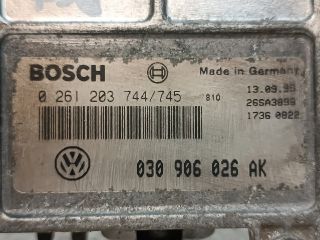 BOSCH
Made in Germany
0 261 203 744/745 810
13.09.95
26SA3899
1736 0822
030 906 026 AK